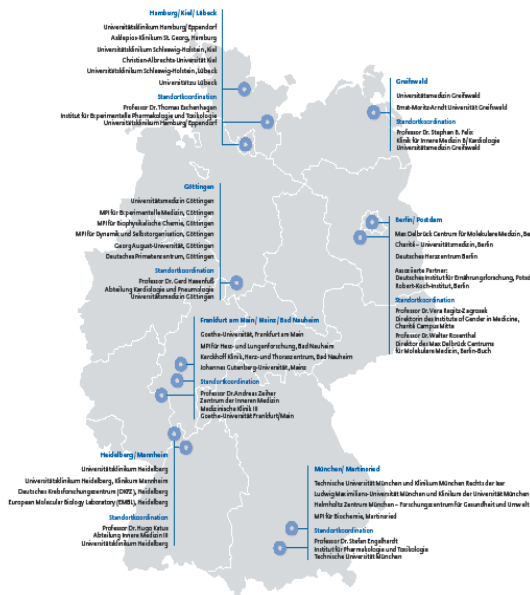 Hamburg/ Kiel/ Lübeck
Universitätsklinikum Hamburg/Eppendorf
Asklepios-Klinikum St. Georg, Hamburg
Universitätsklinikum Schleswig-Holstein, Kiel
Christian-Albrechts-Universität Kiel
Universitätsklinikum Schleswig-Holstein, Lübeck
Universität zu Lübeck
Standortkoordination
Professor Dr. Thomas Eschenhagen
Institut für Experimentelle Pharmakologie und Toxikologie
Universitätsklinikum Hamburg/Eppendorf
Greifswald
Universitätsmedizin Greifswald
Ernst-Moritz-Arndt Universität Greifswald
Standortkoordination
Professor Dr. Stephan B. Felix
Klinik für Innere Medizin B/Kardiologie
Universitätsmedizin Greifswald
Göttingen
Universitätsmedizin Göttingen
MPI für Experimentelle Medizin, Göttingen
MPI für Biophysikalische Chemie, Göttingen
MPI für Dynamik und Selbstorganisation, Göttingen
Georg-August-Universität, Göttingen
Deutsches Primatenzentrum, Göttingen
Standortkoordination
Professor Dr. Gerd Hasenfuß
Abteilung Kardiologie und Pneumologie
Universitätsmedizin Göttingen
Berlin/ Postdam
Max Delbrück Centrum für Molekulare Medizin, Be
Charité – Universitätsmedizin, Berlin
Deutsches Herzzentrum Berlin
Assoziierte Partner:
Deutsches Institut für Ernährungsforschung, Potsd
Robert-Koch-Institut, Berlin
Standortkoordination
Professor Dr. Vera Regitz-Zagrosek
Direktorin des Institute of Gender in Medicine,
Charité Campus Mitte
Professor Dr. Walter Rosenthal
Direktor des Max Delbrück Centrums
für Molekulare Medizin, Berlin-Buch
Frankfurt am Main/ Mainz/ Bad Nauheim
Goethe-Universität, Frankfurt am Main
MPI für Herz- und Lungenforschung, Bad Nauheim
Kerckhoff Klinik, Herz- und Thoraxzentrum, Bad Nauheim
Johannes Gutenberg-Universität, Mainz
Standortkoordination
Professor Dr. Andreas Zeiher
Zentrum der Inneren Medizin
Medizinische Klinik III
Goethe-Universität Frankfurt/Main
Heidelberg/ Mannheim
Universitätsklinikum Heidelberg
Universitätsklinikum Heidelberg, Klinikum Mannheim
Deutsches Krebsforschungszentrum (DKFZ), Heidelberg
European Molecular Biology Laboratory (EMBL), Heidelberg
Standortkoordination
Professor Dr. Hugo Katus
Abteilung Innere Medizin III
Universitätsklinikum Heidelberg
München/ Martinsried
Technische Universität München und Klinikum München Rechts der Isar
Ludwig Maximilians-Universität München und Klinikum der Universität München
Helmholtz Zentrum München – Forschungszentrum für Gesundheit und Umwelt
MPI für Biochemie, Martinsried
Standortkoordination
Professor Dr. Stefan Engelhardt
Institut für Pharmakologie und Toxikologie
Technische Universität München